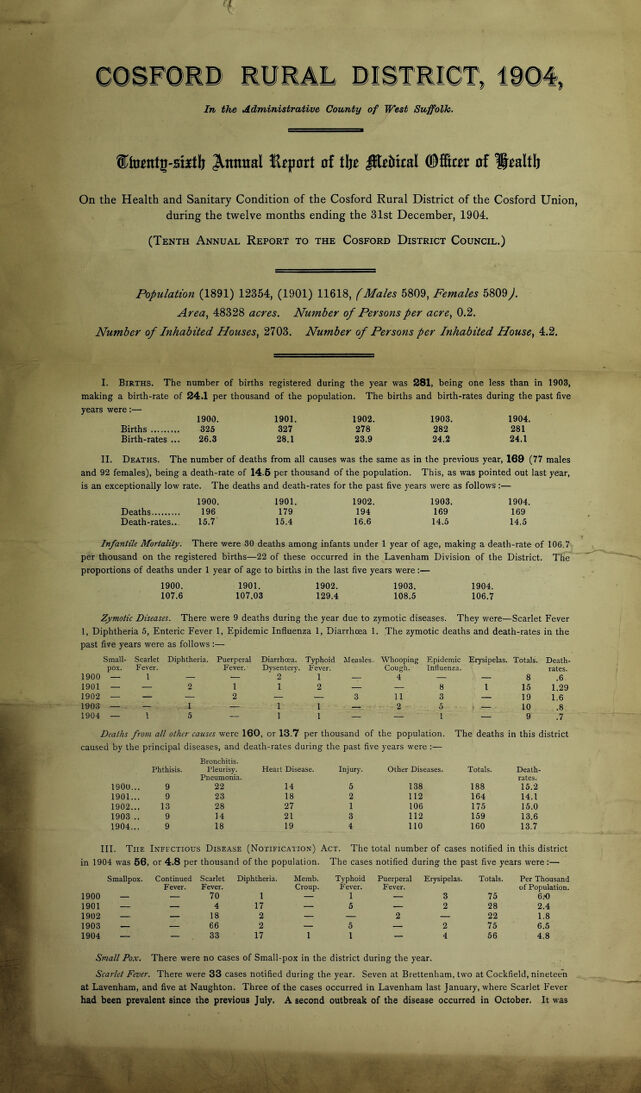 COSFORD RURAL DISTRICT, 1904,
In the Administrative County of West Suffolk.
Twenty-sixth Annual Report of the Medical Officer of Health
On the Health and Sanitary Condition of the Cosford Rural District of the Cosford Union,
during the twelve months ending the 31st December, 1904.
(TENTH ANNUAL REPORT TO THE COSFORD DISTRICT COUNCIL.)
Population (1891) 12354, (1901) 11618, (Males 5809, Females 5809).
Area, 48328 acres. Number of Persons per acre, 0.2.
Number of Inhabited Houses, 2703. Number of Persons per Inhabited House, 4.2.
I. BIRTHS. The number of births registered during the year was 281, being one less than in 1903,
making a birth-rate of 24.1 per thousand of the population. The births and birth-rates during the past five
years were :—
1900. 1901. 1902. 1903. 1904.
Births ......... 325 327 278 282 281
Birth-rates ... 26.3 28.1 23.9 24.2 24.1
II. DEATHS. The number of deaths from all causes was the same as in the previous year, 169 (77 males
and 92 females), being a death-rate of 14.5 per thousand of the population. This, as was pointed out last year,
is an exceptionally low rate. The deaths and death-rates for the past five years were as follows :—
1900. 1901. 1902. 1903. 1904.
Deaths......... 196 179 194 169 169
Death-rates... 15.7 15.4 16.6 14.5 14.5
Infantile Mortality. There were 30 deaths among infants under 1 year of age, making a death-rate of 106.7
per thousand on the registered births—22 of these occurred in the Lavenham Division of the District. The
proportions of deaths under 1 year of age to births in the last five years were :—
1900. 1901. 1902. 1903. 1904.
107.6 107.03 129.4 108.5 106.7
Zymotic Diseases. There were 9 deaths during the year due to zymotic diseases. They were—Scarlet Fever
1, Diphtheria 5, Enteric Fever 1, Epidemic Influenza 1, Diarrhœa 1. The zymotic deaths and death-rates in the
past five years were as follows :—
Small- Scarlet Diphtheria. Puerperal Diarrhœa. Typhoid Measles. Whooping Epidemic Erysipelas. Totals. Death-
pox. Fever. Fever. Dysentery. Fever. Cough. Influenza. rates.
1900 — 1 — — 2 1 — 4 — — 8 .6
1901 — — 2 1 1 2 — — 8 1 15 1.29
1902 — — — 2 — — 3 11 3 — 19 1.6
1903 — — 1 — 1 1 — 2 5 — 10 .8
1904 — 1 5 — 1 1 — — 1 — 9 .7
Deaths from all other causes were 160, or 13.7 per thousand of the population. The deaths in this district
caused by the principal diseases, and death-rates during the past five years were :—
Bronchitis.
Phthisis. Pleurisy. Heart Disease. Injury. Other Diseases. Totals. Death-
Pneumonia. rates.
1900... 9 22 14 5 138 188 15.2
1901... 9 23 18 2 112 164 14.1
1902... 13 28 27 1 106 175 15.0
1903 .. 9 14 21 3 112 159 13.6
1904... 9 18 19 4 110 160 13.7
III. THE INFECTIOUS DISEASE (NOTIFICATION) ACT. The total number of cases notified in this district
in 1904 was 56, or 4.8 per thousand of the population. The cases notified during the past five years were :—
Smallpox. Continued Scarlet Diphtheria. Memb. Typhoid Puerperal Erysipelas. Totals. Per Thousand
Fever. Fever. Croup. Fever. Fever. of Population.
1900 — — 70 1 — 1 — 3 75 6.0
1901 — — 4 17 — 5 — 2 28 2.4
1902 — — 18 2 — — 2 — 22 1.8
1903 — — 66 2 — 5 — 2 75 6.5
1904 — — 33 17 1 1 — 4 56 4.8
Small Pox. There were no cases of Small-pox in the district during the year.
Scarlet Fever. There were 33 cases notified during the year. Seven at Brettenham, two at Cockfield, nineteen
at Lavenham, and five at Naughton. Three of the cases occurred in Lavenham last January, where Scarlet Fever
had been prevalent since the previous July. A second outbreak of the disease occurred in October. It was